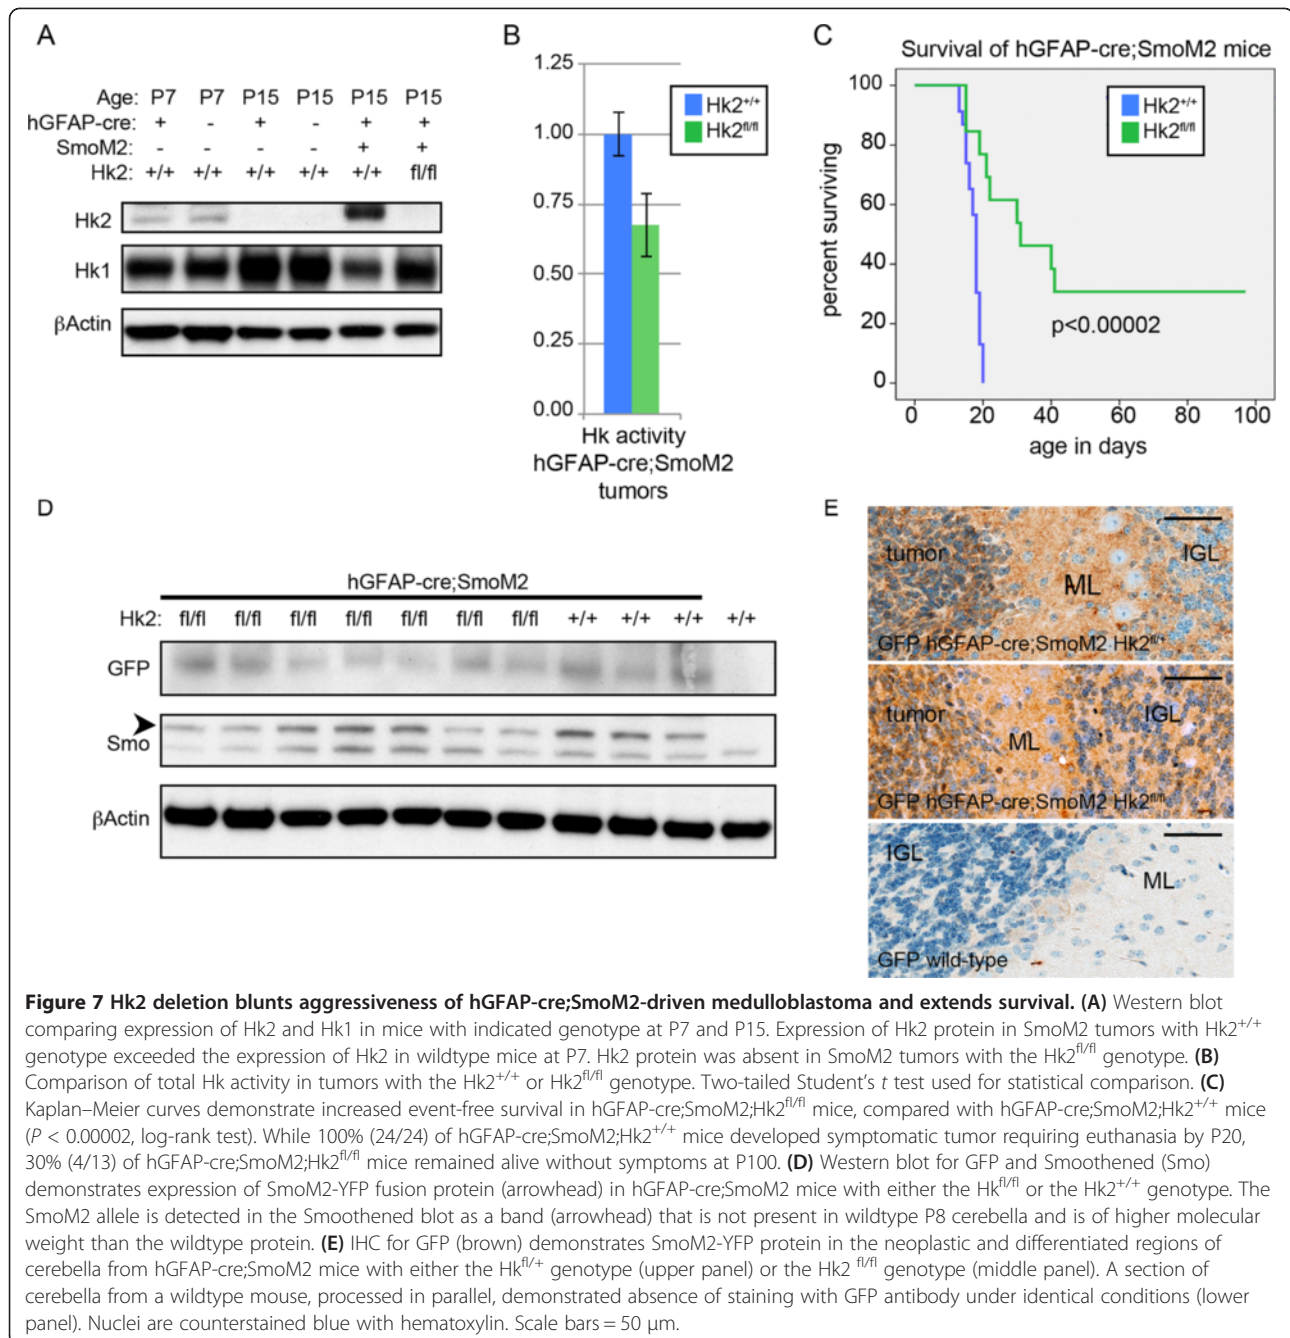 A
Age: P7 P7 P15 P15 P15 P15
hGFAP-cre: + - + - + +
SmoM2: - - - - + +
Hk2: +/+ +/+ +/+ +/+ +/+ fl/fl
Hk2
Hk1
βActin
B
1.25
1.00
0.75
0.50
0.25
0.00
Hk2+/+
Hk2fl/fl
Hk activity
hGFAP-cre;SmoM2
tumors
C
Survival of hGFAP-cre;SmoM2 mice
percent surviving
100
80
60
40
20
0
Hk2+/+
Hk2fl/fl
p<0.00002
0 20 40 60 80 100
age in days
D
hGFAP-cre;SmoM2
Hk2: fl/fl fl/fl fl/fl fl/fl fl/fl fl/fl fl/fl +/+ +/+ +/+ +/+
GFP
Smo
βActin
E
tumor
ML
IGL
GFP hGFAP-cre;SmoM2 Hk2fl/+
tumor
ML
IGL
GFP hGFAP-cre;SmoM2 Hk2fl/fl
IGL
ML
GFP wild-type
Figure 7 Hk2 deletion blunts aggressiveness of hGFAP-cre;SmoM2-driven medulloblastoma and extends survival. (A) Western blot
comparing expression of Hk2 and Hk1 in mice with indicated genotype at P7 and P15. Expression of Hk2 protein in SmoM2 tumors with Hk2+/+
genotype exceeded the expression of Hk2 in wildtype mice at P7. Hk2 protein was absent in SmoM2 tumors with the Hk2fl/fl genotype. (B)
Comparison of total Hk activity in tumors with the Hk2+/+ or Hk2fl/fl genotype. Two-tailed Student's t test used for statistical comparison. (C)
Kaplan–Meier curves demonstrate increased event-free survival in hGFAP-cre;SmoM2;Hk2fl/fl mice, compared with hGFAP-cre;SmoM2;Hk2+/+ mice
(P < 0.00002, log-rank test). While 100% (24/24) of hGFAP-cre;SmoM2;Hk2+/+ mice developed symptomatic tumor requiring euthanasia by P20,
30% (4/13) of hGFAP-cre;SmoM2;Hk2fl/fl mice remained alive without symptoms at P100. (D) Western blot for GFP and Smoothened (Smo)
demonstrates expression of SmoM2-YFP fusion protein (arrowhead) in hGFAP-cre;SmoM2 mice with either the Hkfl/fl or the Hk2+/+ genotype. The
SmoM2 allele is detected in the Smoothened blot as a band (arrowhead) that is not present in wildtype P8 cerebella and is of higher molecular
weight than the wildtype protein. (E) IHC for GFP (brown) demonstrates SmoM2-YFP protein in the neoplastic and differentiated regions of
cerebella from hGFAP-cre;SmoM2 mice with either the Hkfl/+ genotype (upper panel) or the Hk2 fl/fl genotype (middle panel). A section of
cerebella from a wildtype mouse, processed in parallel, demonstrated absence of staining with GFP antibody under identical conditions (lower
panel). Nuclei are counterstained blue with hematoxylin. Scale bars = 50 μm.